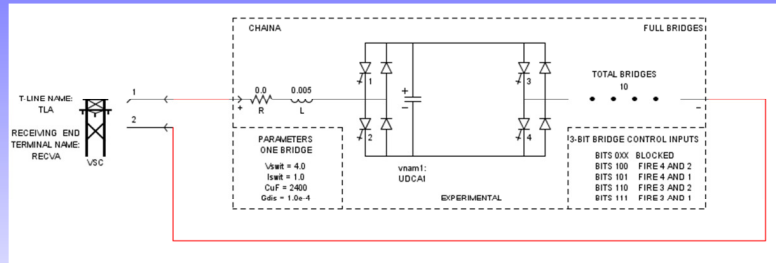 CHAINA
FULL BRIDGES
T-LINE NAME:
TLA
RECEIVING END
TERMINAL NAME:
RECVA
VSC
1
2
+
0.0
R
0.005
L
1
2
+
−
3
4
TOTAL BRIDGES
10
−
PARAMETERS
ONE BRIDGE
Vswit = 4.0
Iswit = 1.0
CuF = 2400
Gdis = 1.0e-4
vnam1:
UDCA1
EXPERIMENTAL
3-BIT BRIDGE CONTROL INPUTS
BITS 0XX BLOCKED
BITS 100 FIRE 4 AND 2
BITS 101 FIRE 4 AND 1
BITS 110 FIRE 3 AND 2
BITS 111 FIRE 3 AND 1